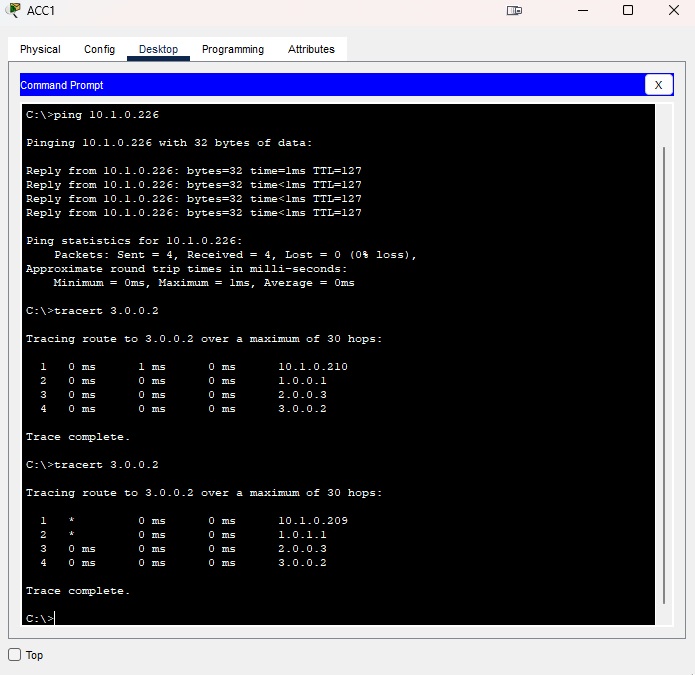 ACC1
Physical Config Desktop Programming Attributes
Command Prompt X
C:\>ping 10.1.0.226
Pinging 10.1.0.226 with 32 bytes of data:
Reply from 10.1.0.226: bytes=32 time=1ms TTL=127
Reply from 10.1.0.226: bytes=32 time<1ms TTL=127
Reply from 10.1.0.226: bytes=32 time<1ms TTL=127
Reply from 10.1.0.226: bytes=32 time<1ms TTL=127
Ping statistics for 10.1.0.226:
Packets: Sent = 4, Received = 4, Lost = 0 (0% loss),
Approximate round trip times in milli-seconds:
Minimum = 0ms, Maximum = 1ms, Average = 0ms
C:\>tracert 3.0.0.2
Tracing route to 3.0.0.2 over a maximum of 30 hops:
1 0 ms 1 ms 0 ms 10.1.0.210
2 0 ms 0 ms 0 ms 1.0.0.1
3 0 ms 0 ms 0 ms 2.0.0.3
4 0 ms 0 ms 0 ms 3.0.0.2
Trace complete.
C:\>tracert 3.0.0.2
Tracing route to 3.0.0.2 over a maximum of 30 hops:
1 * 0 ms 0 ms 10.1.0.209
2 * 0 ms 0 ms 1.0.1.1
3 0 ms 0 ms 0 ms 2.0.0.3
4 0 ms 0 ms 0 ms 3.0.0.2
Trace complete.
C:\>
Top